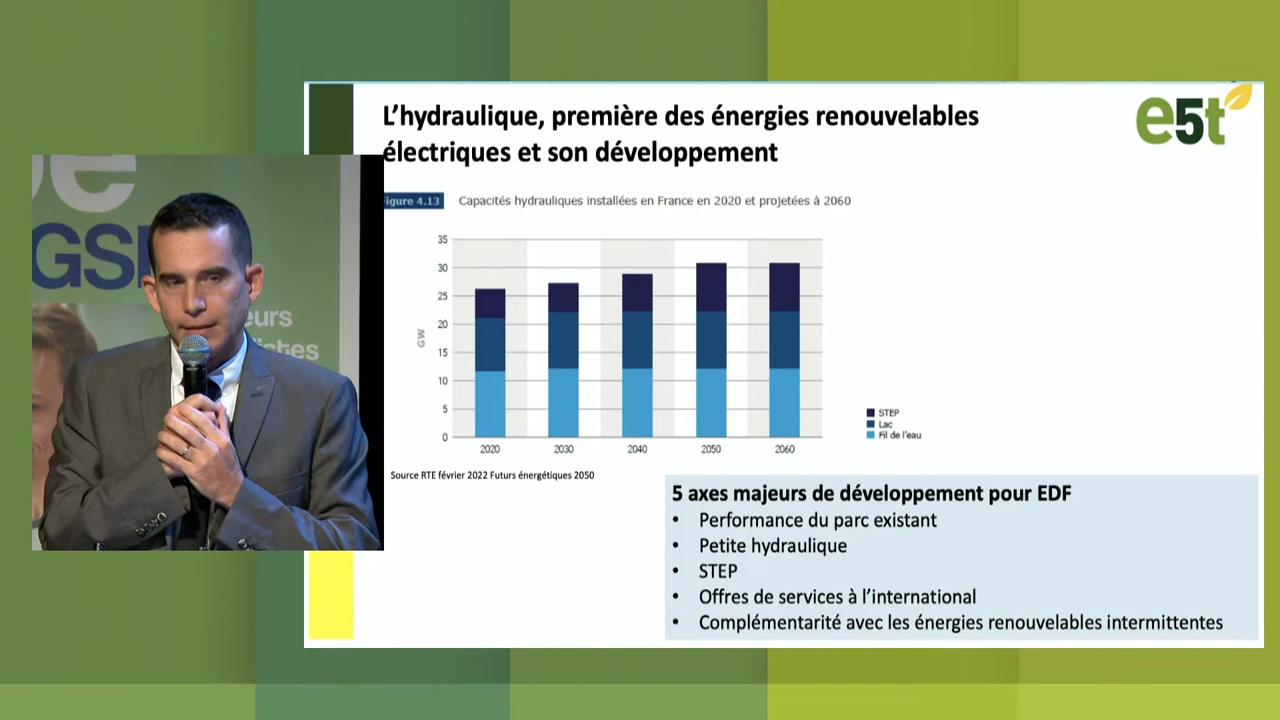 L'hydraulique, première des énergies renouvelables
électriques et son développement
e5t
igure 4.13
Capacités hydrauliques installées en France en 2020 et projetées à 2060
35
30
25
20
15
10
5
0
GW
2020
2030
2040
2050
2060
STEP
Lac
Fil de l'eau
Source RTE février 2022 Futurs énergétiques 2050
5 axes majeurs de développement pour EDF
• Performance du parc existant
• Petite hydraulique
• STEP
• Offres de services à l'international
• Complémentarité avec les énergies renouvelables intermittentes
eurs
istes